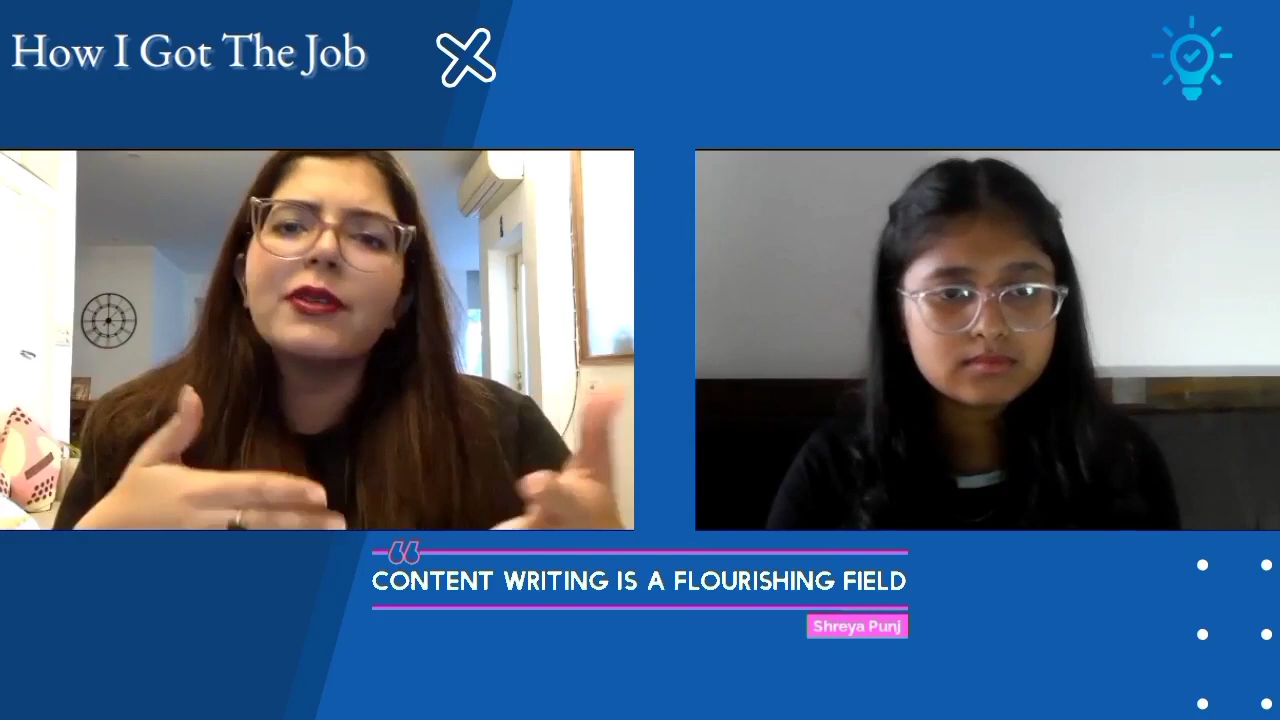 How I Got The Job
CONTENT WRITING IS A FLOURISHING FIELD
Shreya Punj